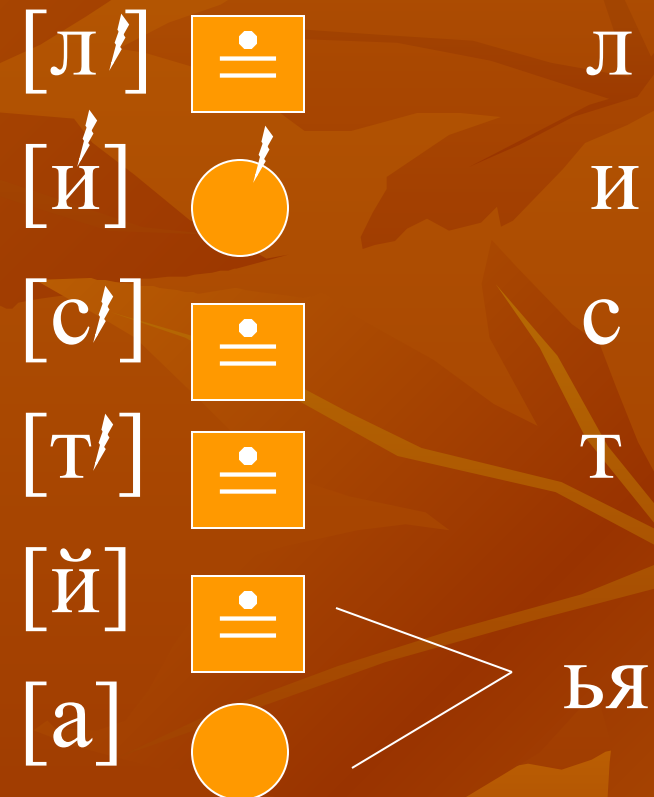 [л′] л
[и́] и
[с′] с
[т′] т
[й]
ья
[а]